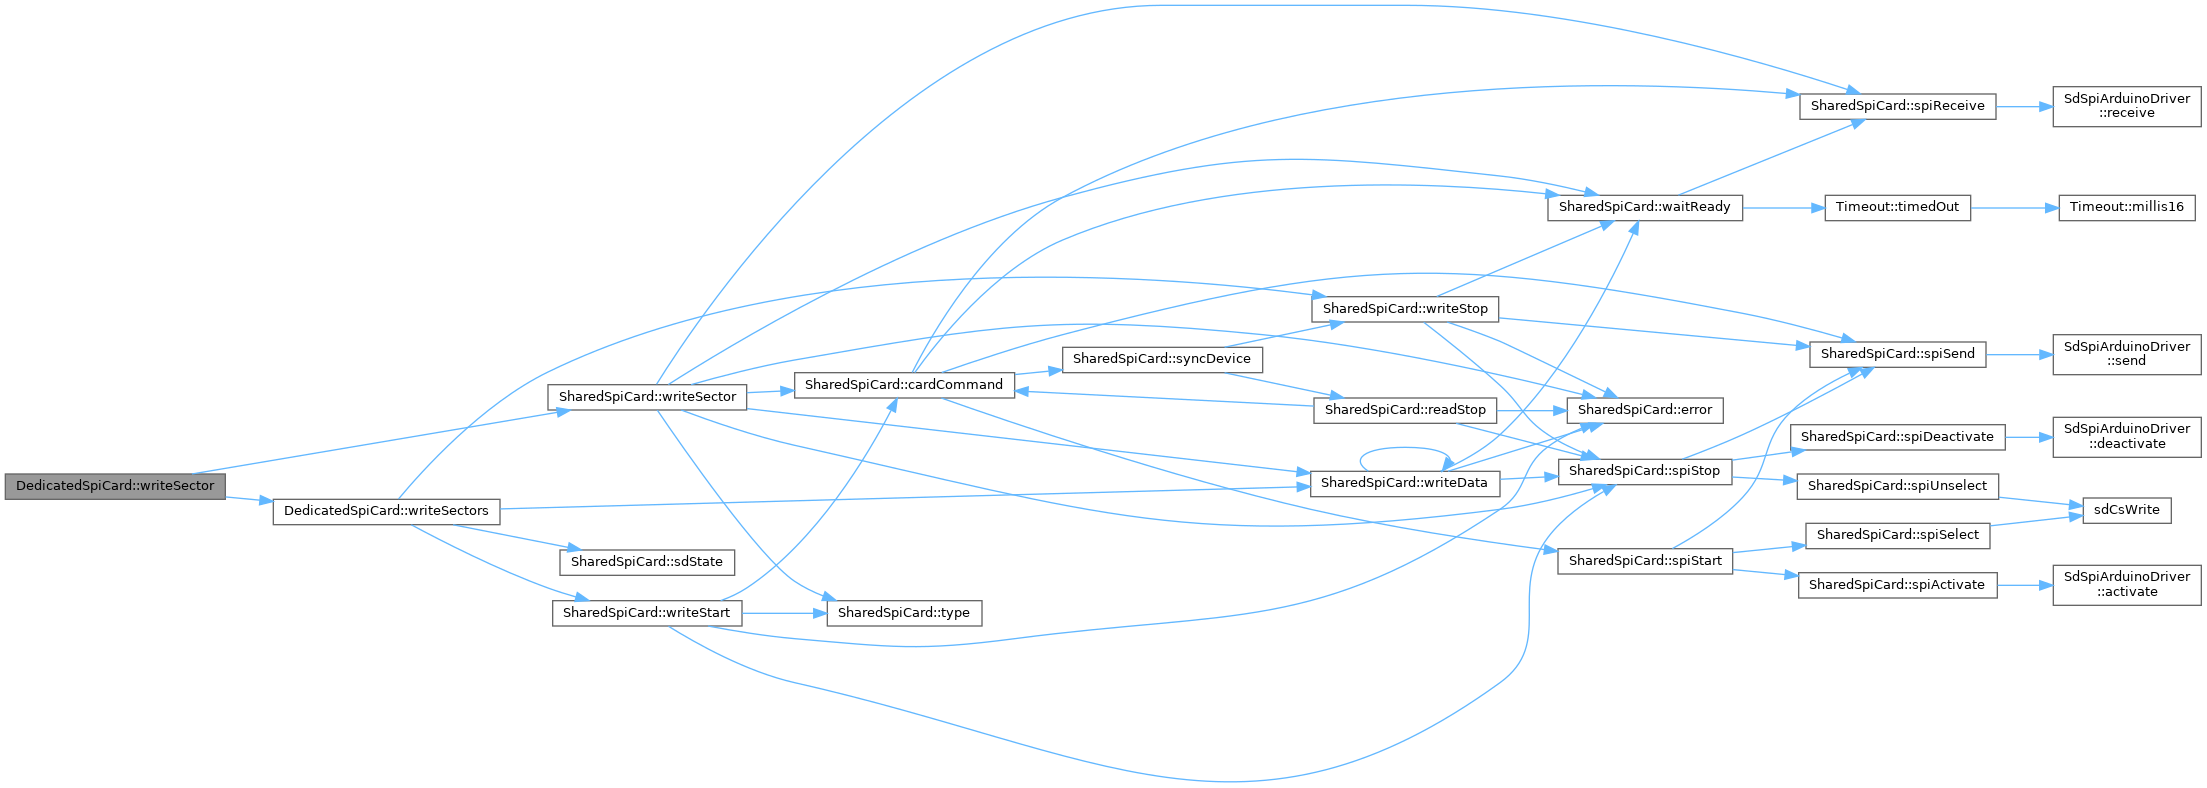 DedicatedSpiCard::writeSector
DedicatedSpiCard::writeSectors
SharedSpiCard::writeSector
SharedSpiCard::sdState
SharedSpiCard::writeStart
SharedSpiCard::cardCommand
SharedSpiCard::type
SharedSpiCard::syncDevice
SharedSpiCard::writeStop
SharedSpiCard::readStop
SharedSpiCard::writeData
SharedSpiCard::waitReady
SharedSpiCard::error
SharedSpiCard::spiStop
SharedSpiCard::spiStart
SharedSpiCard::spiReceive
Timeout::timedOut
SharedSpiCard::spiSend
SharedSpiCard::spiDeactivate
SharedSpiCard::spiUnselect
SharedSpiCard::spiSelect
SharedSpiCard::spiActivate
SdSpiArduinoDriver
::receive
Timeout::millis16
SdSpiArduinoDriver
::send
SdSpiArduinoDriver
::deactivate
sdCsWrite
SdSpiArduinoDriver
::activate